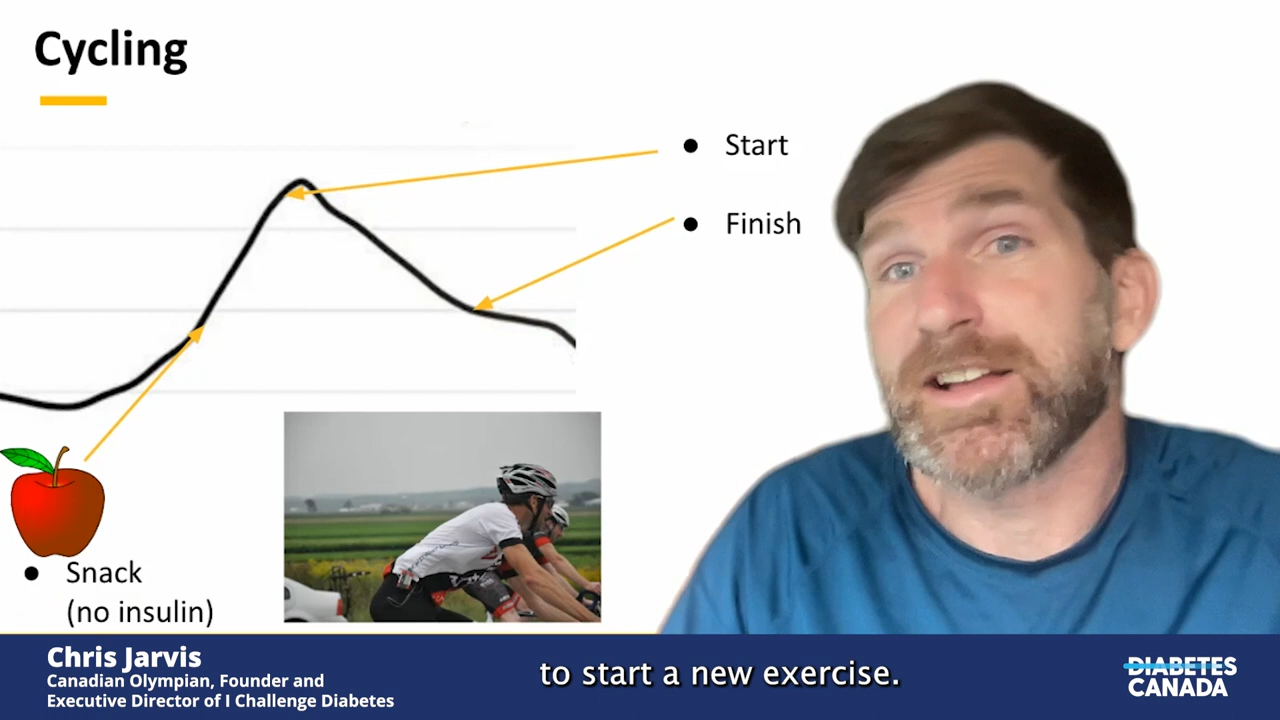 Cycling
● Start
● Finish
● Snack
(no insulin)
Chris Jarvis
Canadian Olympian, Founder and
Executive Director of I Challenge Diabetes
to start a new exercise.
DIABETES
CANADA